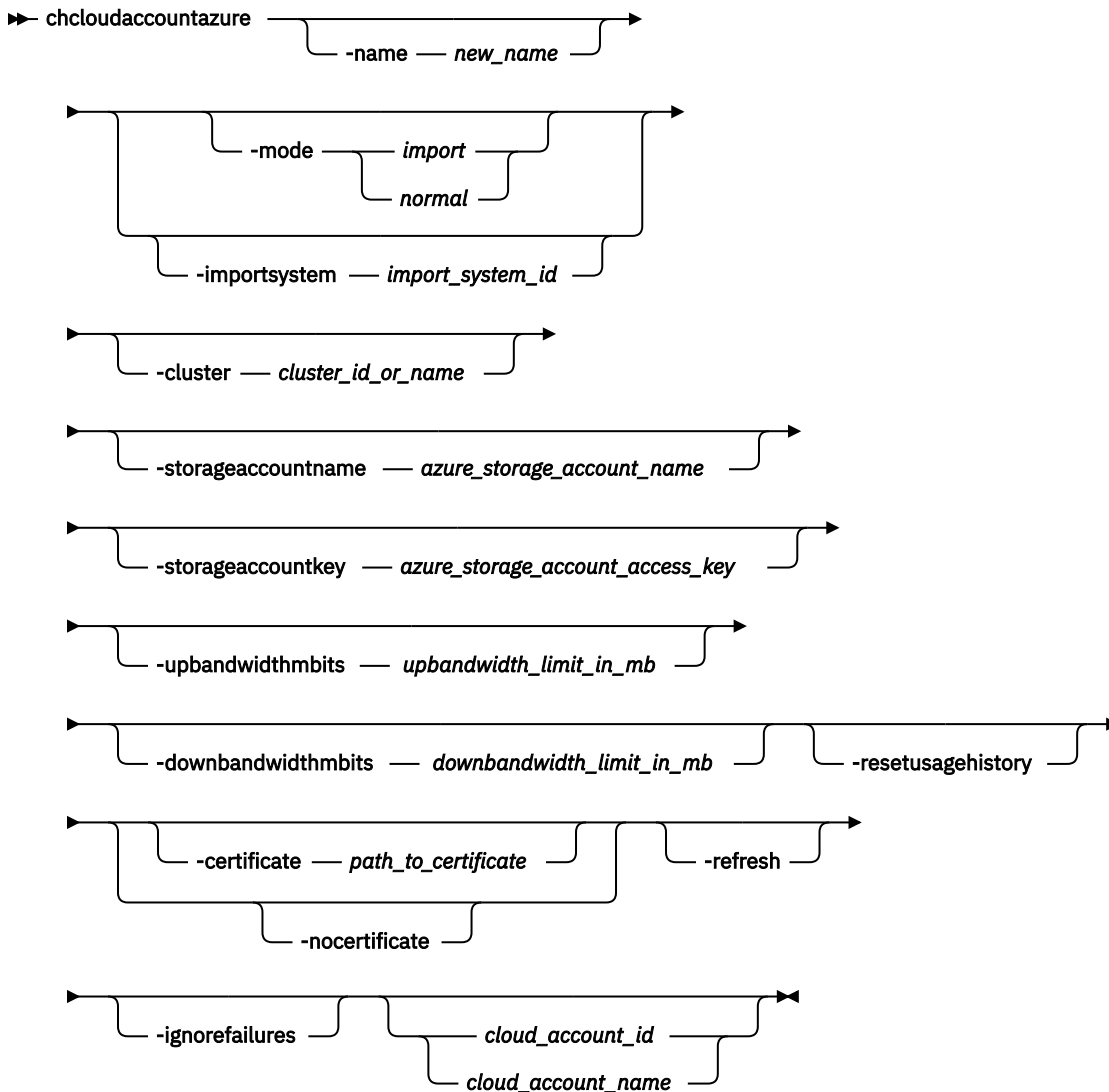 chcloudaccountazure
-name new_name
-mode import
normal
-importsystem import_system_id
-cluster cluster_id_or_name
-storageaccountname azure_storage_account_name
-storageaccountkey azure_storage_account_access_key
-upbandwidthmbits upbandwidth_limit_in_mb
-downbandwidthmbits downbandwidth_limit_in_mb -resetusagehistory
-certificate path_to_certificate -refresh
-nocertificate
-ignorefailures cloud_account_id
cloud_account_name